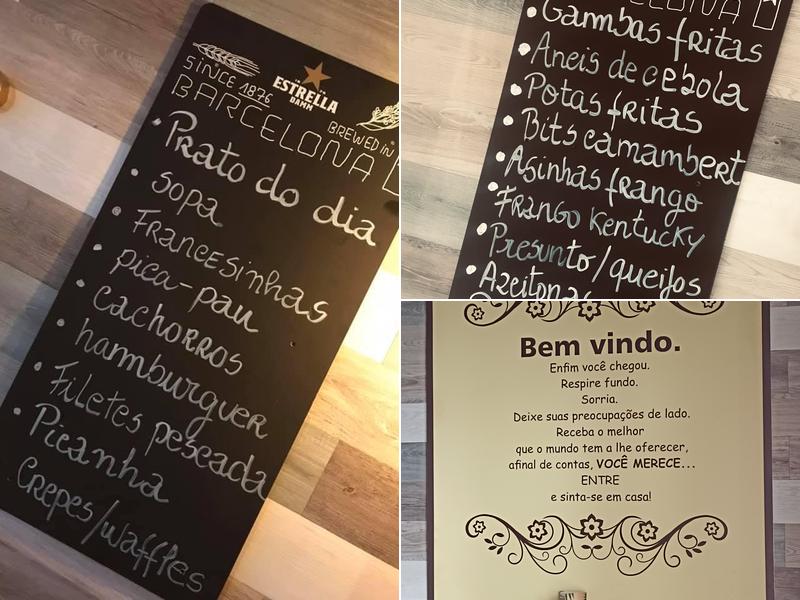 SINCE 1876
ESTRELLA
DAMM
BARCELONA
BREWED IN
Prato do dia
sopa
Francesinhas
pica-pau
cachorros
hamburguer
Filetes pescada
Picanha
Crepes/waffles
Gambas fritas
Aneis de cebola
Potas fritas
Bits camambert
Asinhas frango
Frango Kentucky
Presunto/queijos
Azeitonas
Bem vindo.
Enfim você chegou.
Respire fundo.
Sorria.
Deixe suas preocupações de lado.
Receba o melhor
que o mundo tem a lhe oferecer,
afinal de contas, VOCÊ MERECE...
ENTRE
e sinta-se em casa!